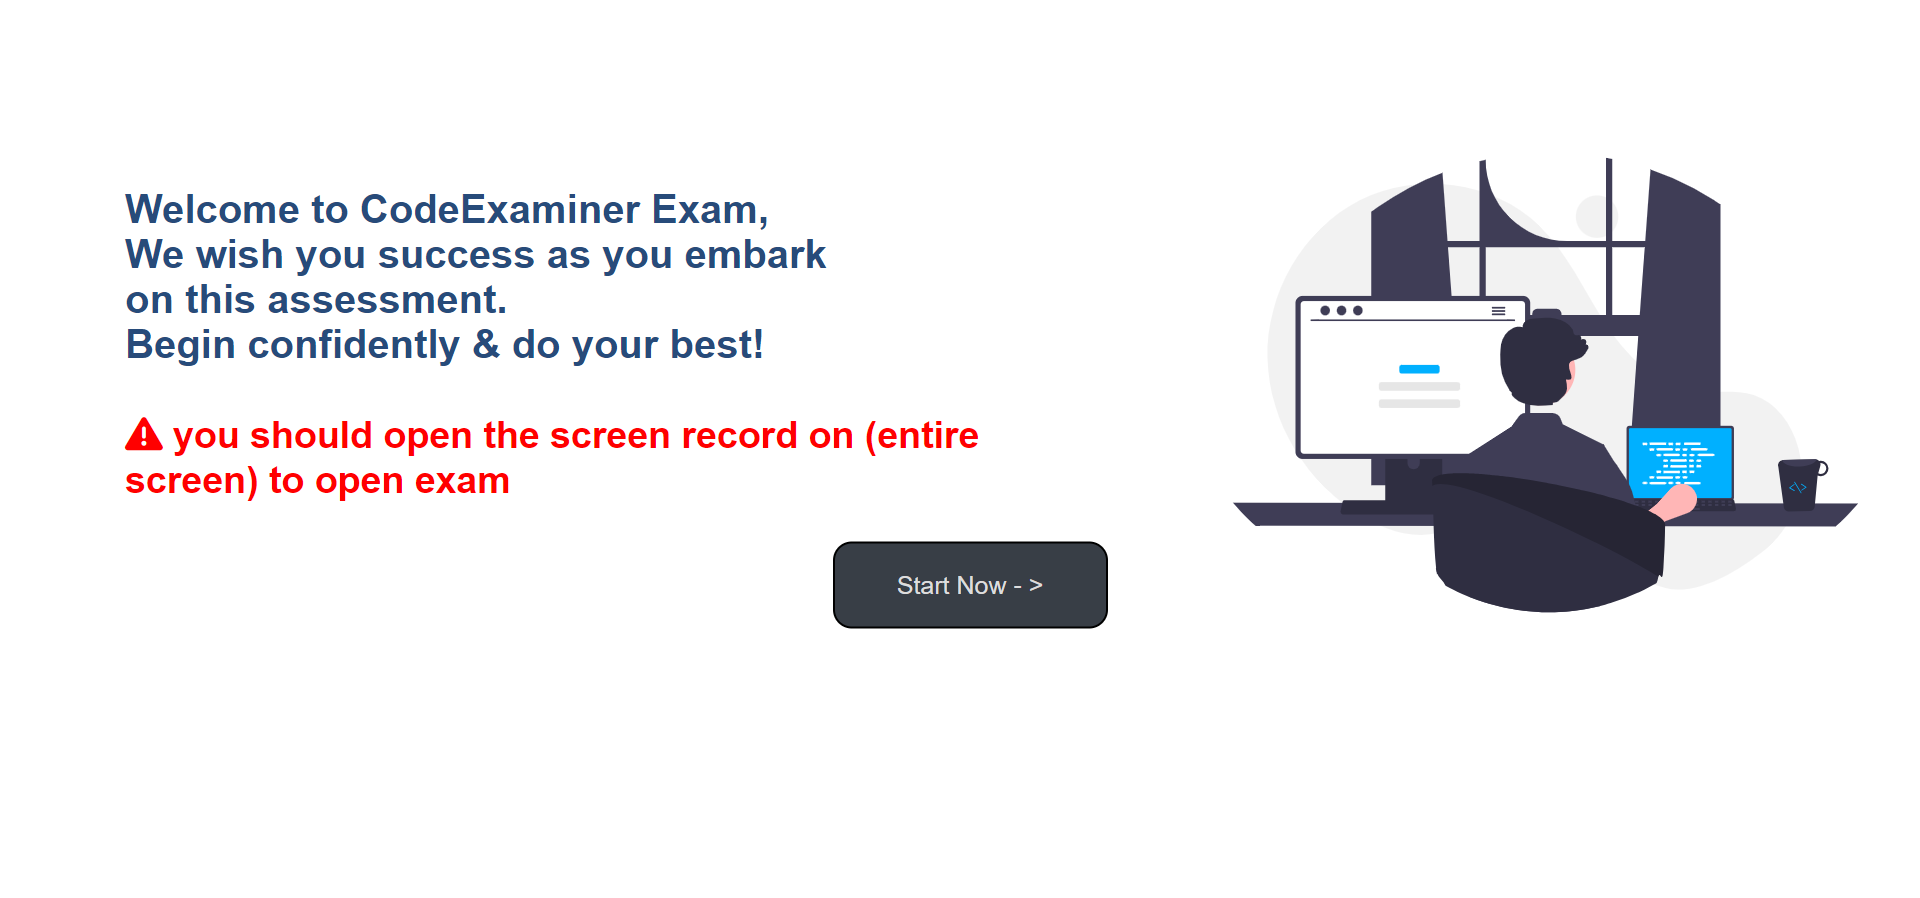 Welcome to CodeExaminer Exam,
We wish you success as you embark
on this assessment.
Begin confidently & do your best!
you should open the screen record on (entire
screen) to open exam
Start Now - >
<\>